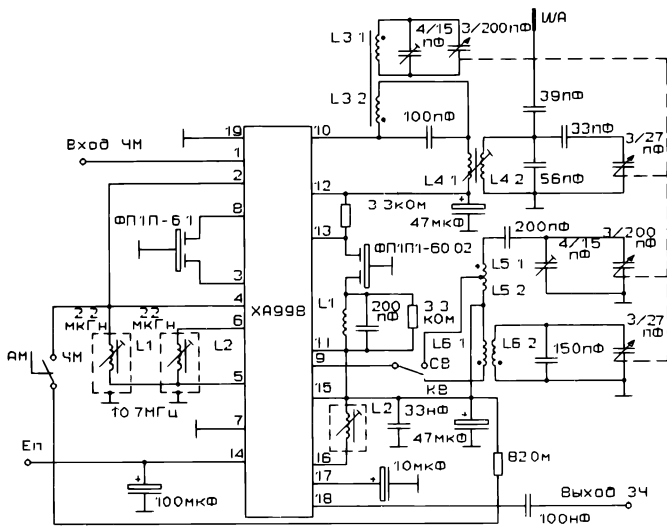 L3 1
4/15 пФ
3/200пФ
WA
L3 2
39пФ
100пФ
33пФ
3/27 пФ
19
10
Вход ЧМ
1
2
L4 1
L4 2
56пФ
12
3 3кОм
47мкФ
8
13
ФП1П-6 1
ФП1П1-60 02
200пФ
4/15 пФ
3/200 пФ
3
L5 1
L5 2
4
ХА998
2 2 мкГн
22 мкГн
6
L1
200 пФ
3 3 кОм
11
L6 1
L6 2
3/27 пФ
АМ
ЧМ
L1
L2
9
СВ
150пФ
5
КВ
10 7МГц
15
L2
33нФ
47мкФ
7
16
Еп
14
17
10мкФ
820м
100мкФ
18
Выход ЗЧ
100нФ